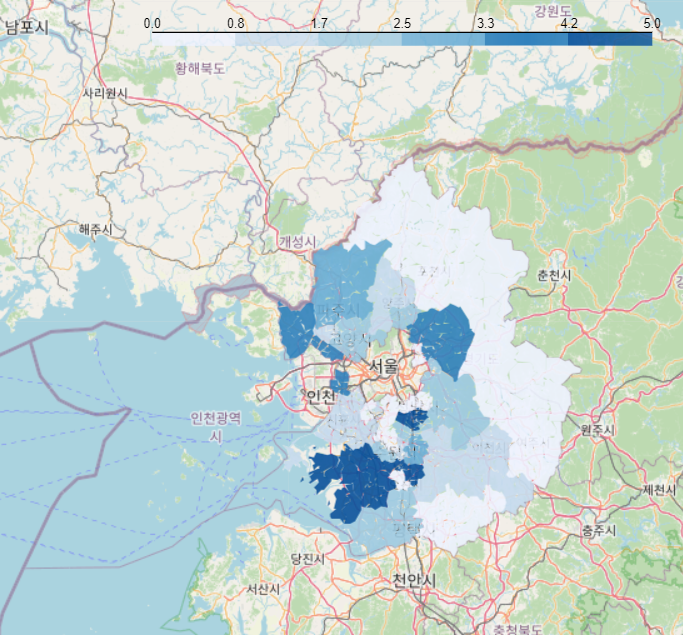 강원도
남포시
0.0 0.8 1.7 2.5 3.3 4.2 5.0
황해북도
사리원시
해주시
개성시
춘천시
파주시
서울
인천
인천광역
시
원주시
제천시
충주시
당진시
천안시
서산시
충청북도